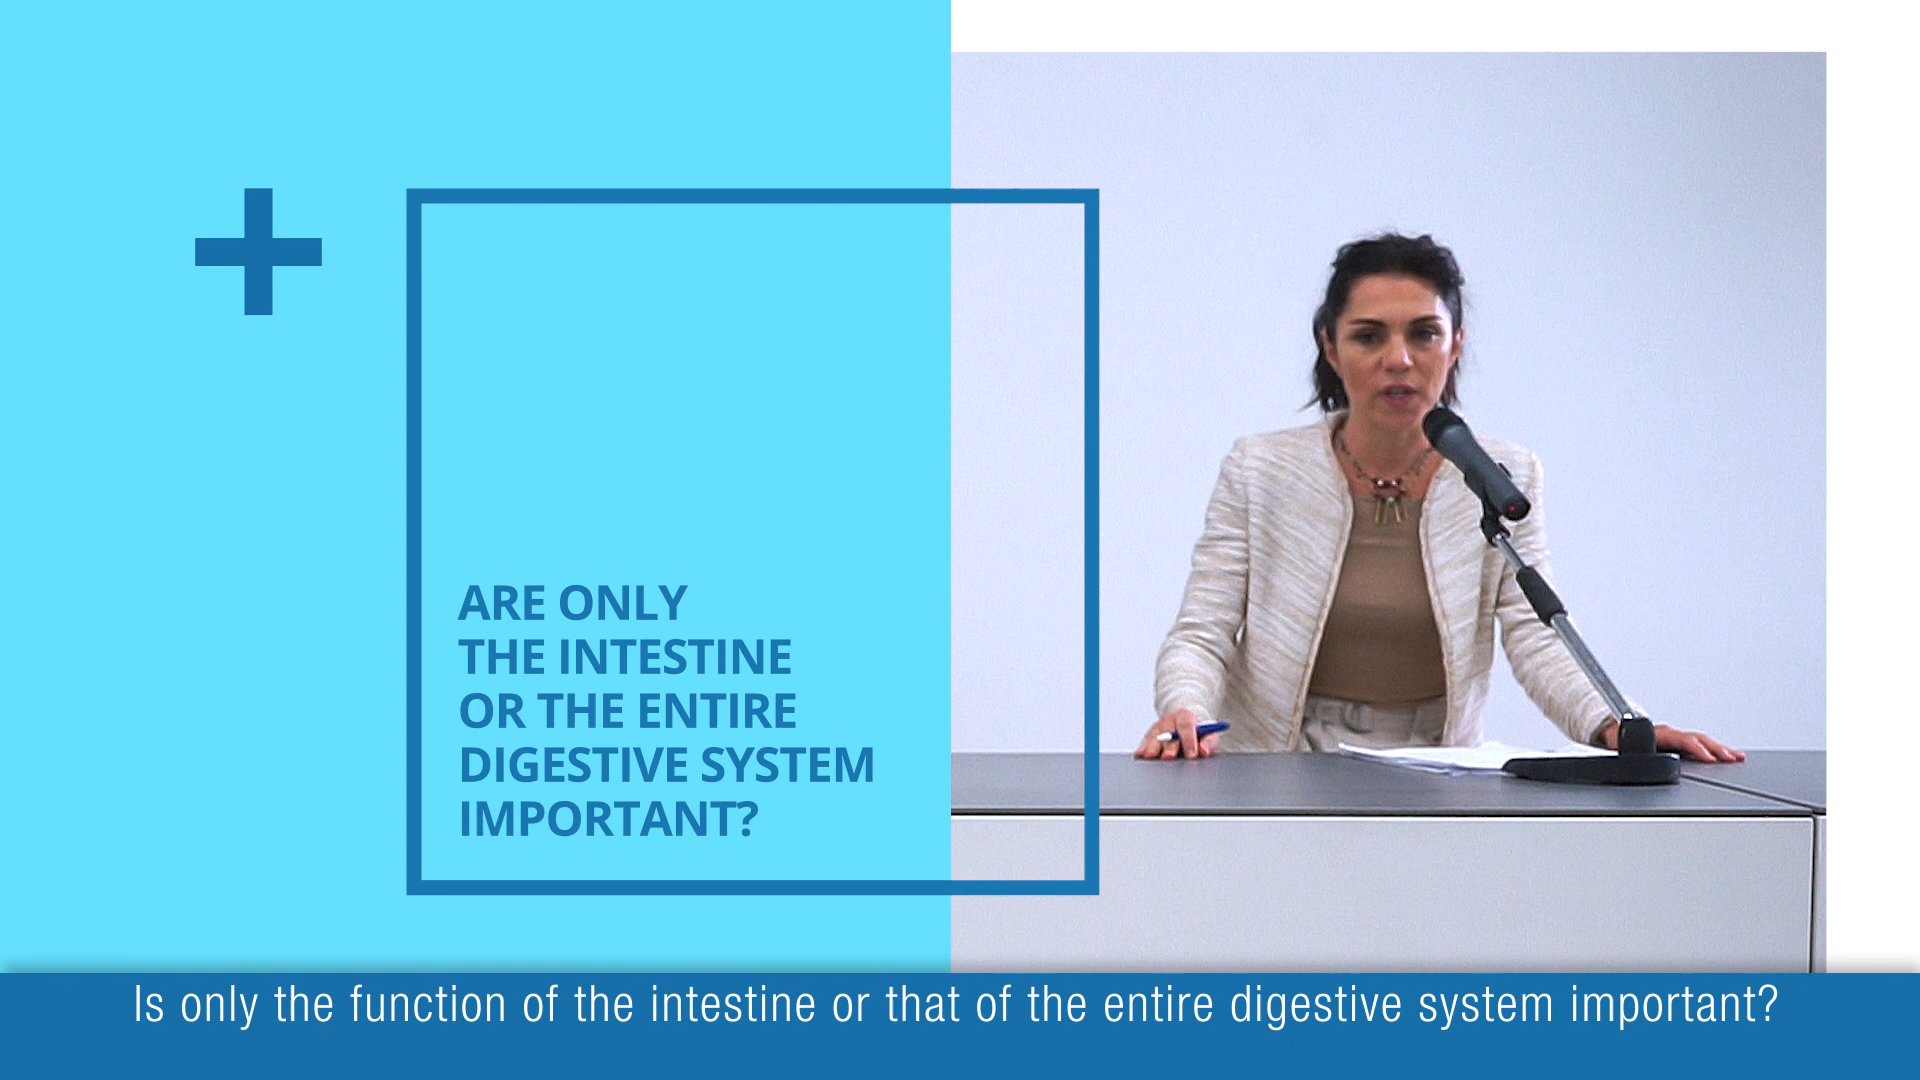 ARE ONLY
THE INTESTINE
OR THE ENTIRE
DIGESTIVE SYSTEM
IMPORTANT?
Is only the function of the intestine or that of the entire digestive system important?